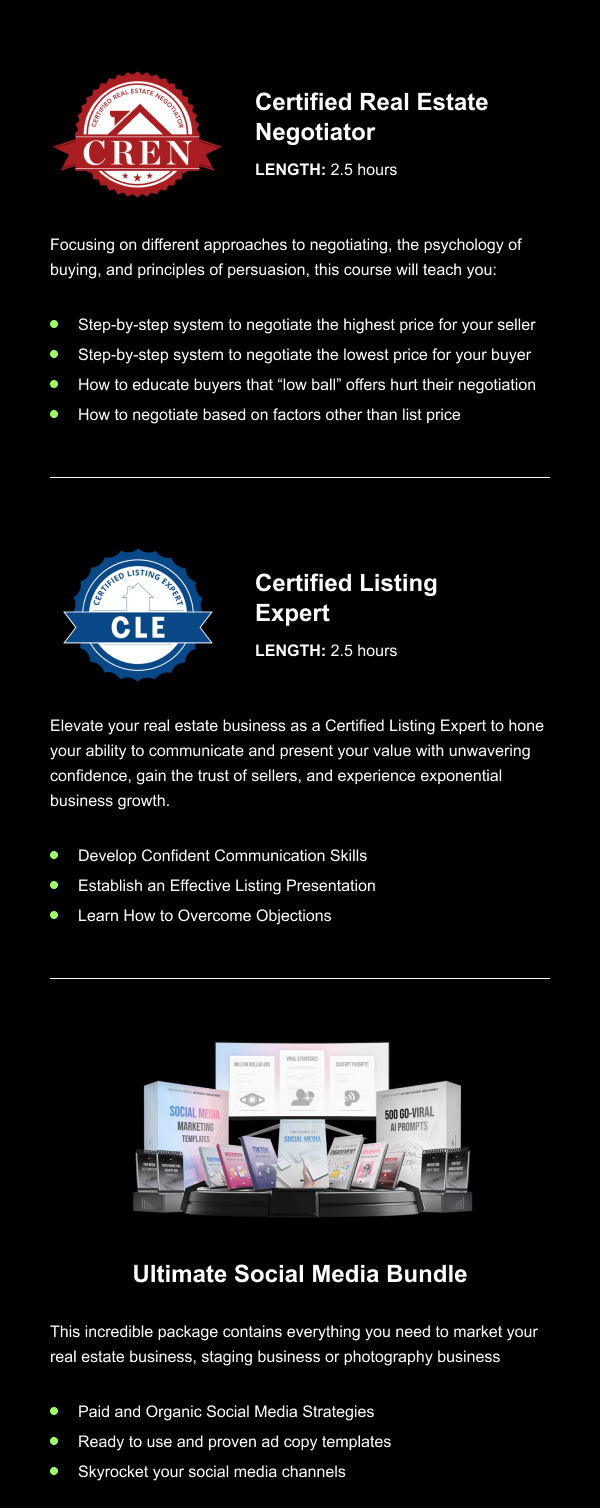 CERTIFIED REAL ESTATE NEGOTIATOR
CREN
Certified Real Estate
Negotiator
LENGTH: 2.5 hours
Focusing on different approaches to negotiating, the psychology of
buying, and principles of persuasion, this course will teach you:
Step-by-step system to negotiate the highest price for your seller
Step-by-step system to negotiate the lowest price for your buyer
How to educate buyers that “low ball” offers hurt their negotiation
How to negotiate based on factors other than list price
CERTIFIED LISTING EXPERT
CLE
Certified Listing
Expert
LENGTH: 2.5 hours
Elevate your real estate business as a Certified Listing Expert to hone
your ability to communicate and present your value with unwavering
confidence, gain the trust of sellers, and experience exponential
business growth.
Develop Confident Communication Skills
Establish an Effective Listing Presentation
Learn How to Overcome Objections
MILLION DOLLAR ADS
VIRAL STRATEGIES
CHATGPT PROMPTS
SOCIAL MEDIA
MARKETING
TEMPLATES
500 GO-VIRAL
AI PROMPTS
TIKTOK
SOCIAL MEDIA
ENGAGEMENT
Ultimate Social Media Bundle
This incredible package contains everything you need to market your
real estate business, staging business or photography business
Paid and Organic Social Media Strategies
Ready to use and proven ad copy templates
Skyrocket your social media channels